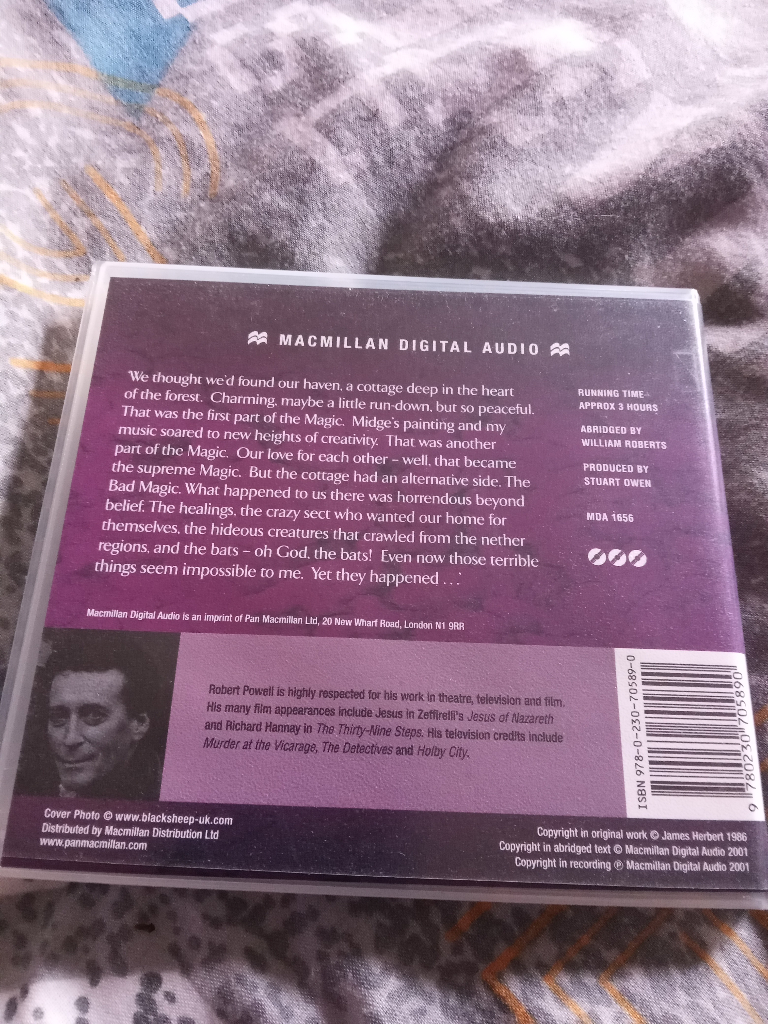 MACMILLAN DIGITAL AUDIO
'We thought we'd found our haven, a cottage deep in the heart
of the forest. Charming, maybe a little run-down, but so peaceful.
That was the first part of the Magic. Midge's painting and my
music soared to new heights of creativity. That was another
part of the Magic. Our love for each other – well, that became
the supreme Magic. But the cottage had an alternative side. The
Bad Magic. What happened to us there was horrendous beyond
belief. The healings, the crazy sect who wanted our home for
themselves, the hideous creatures that crawled from the nether
regions, and the bats – oh God, the bats! Even now those terrible
things seem impossible to me. Yet they happened ...'
RUNNING TIME
APPROX 3 HOURS
ABRIDGED BY
WILLIAM ROBERTS
PRODUCED BY
STUART OWEN
MDA 1656
Macmillan Digital Audio is an imprint of Pan Macmillan Ltd, 20 New Wharf Road, London N1 9RR
Robert Powell is highly respected for his work in theatre, television and film.
His many film appearances include Jesus in Zeffirelli's Jesus of Nazareth
and Richard Hannay in The Thirty-Nine Steps. His television credits include
Murder at the Vicarage, The Detectives and Holby City.
ISBN 978-0-230-70589-0
9 780230 705890
Cover Photo © www.blacksheep-uk.com
Distributed by Macmillan Distribution Ltd
www.panmacmillan.com
Copyright in original work © James Herbert 1986
Copyright in abridged text © Macmillan Digital Audio 2001
Copyright in recording ℗ Macmillan Digital Audio 2001